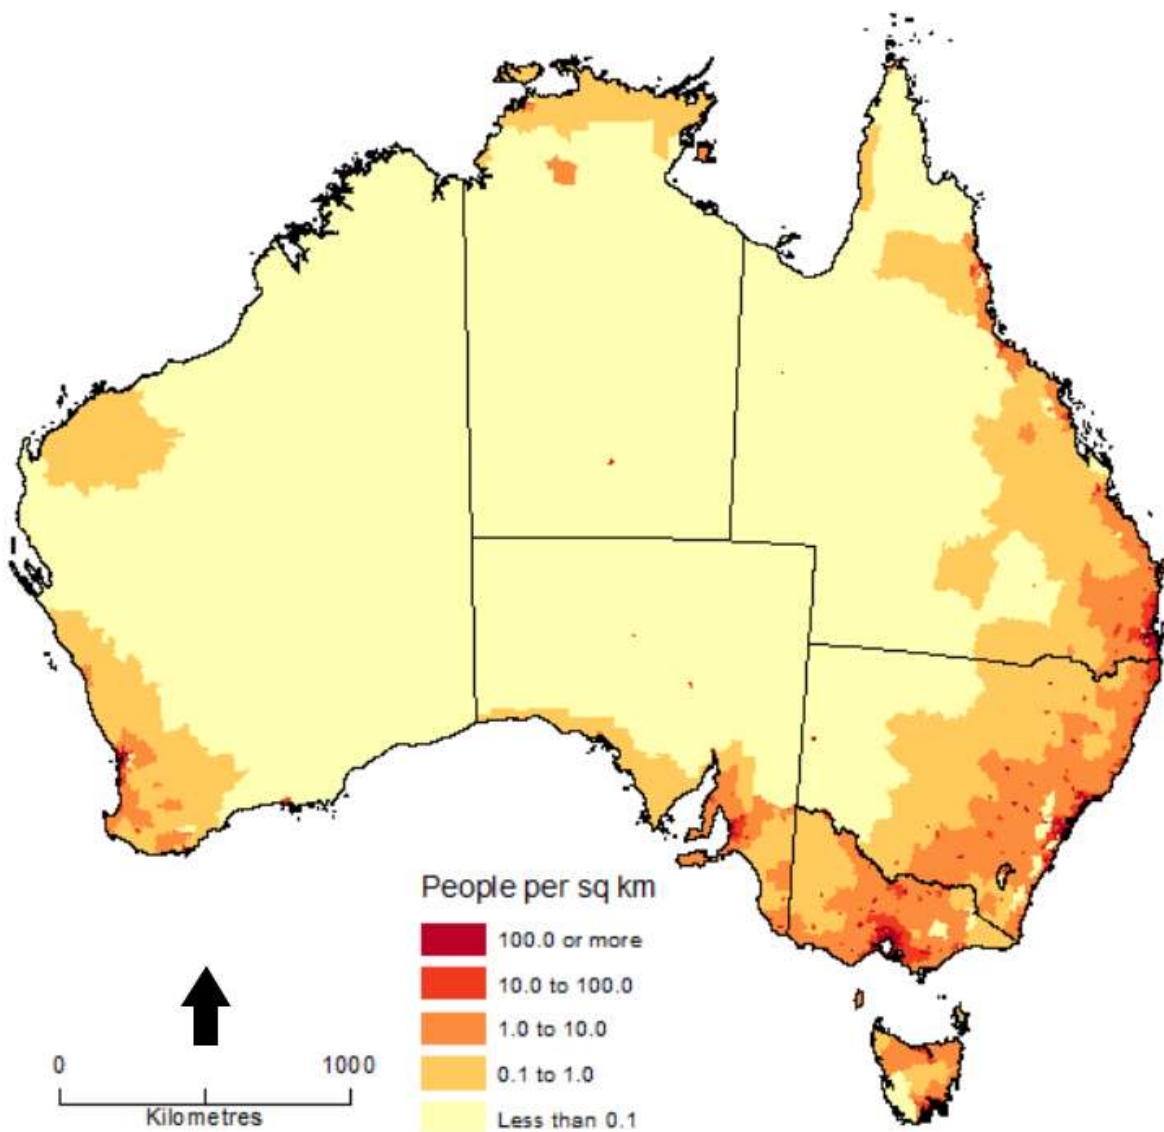 People per sq km
100.0 or more
10.0 to 100.0
1.0 to 10.0
0.1 to 1.0
Less than 0.1
0 1000
Kilometres